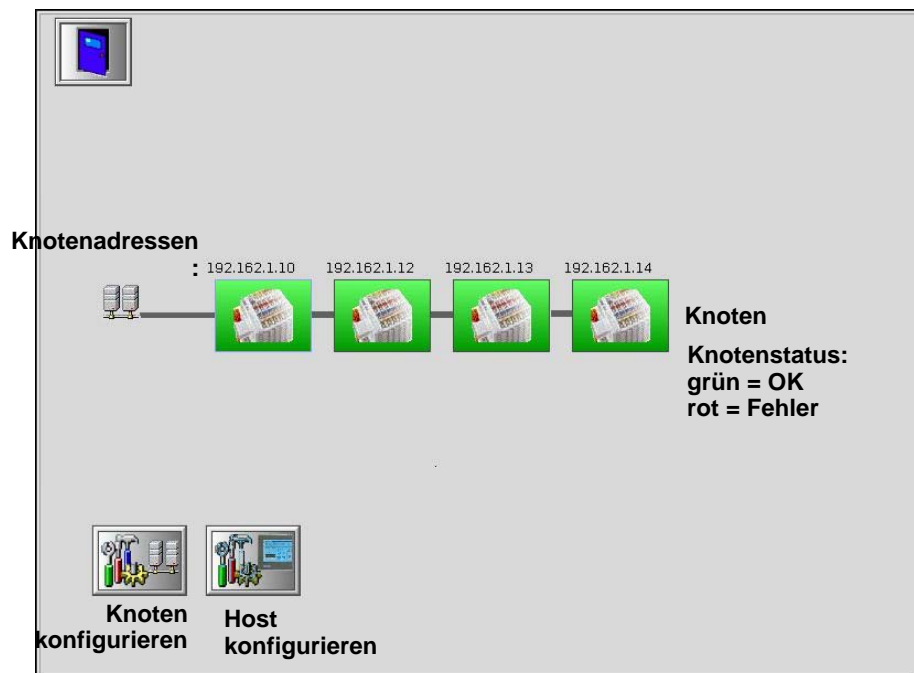 Knotenadressen
:
192.162.1.10 192.162.1.12 192.162.1.13 192.162.1.14
Knoten
Knotenstatus:
grün = OK
rot = Fehler
Knoten
konfigurieren
Host
konfigurieren